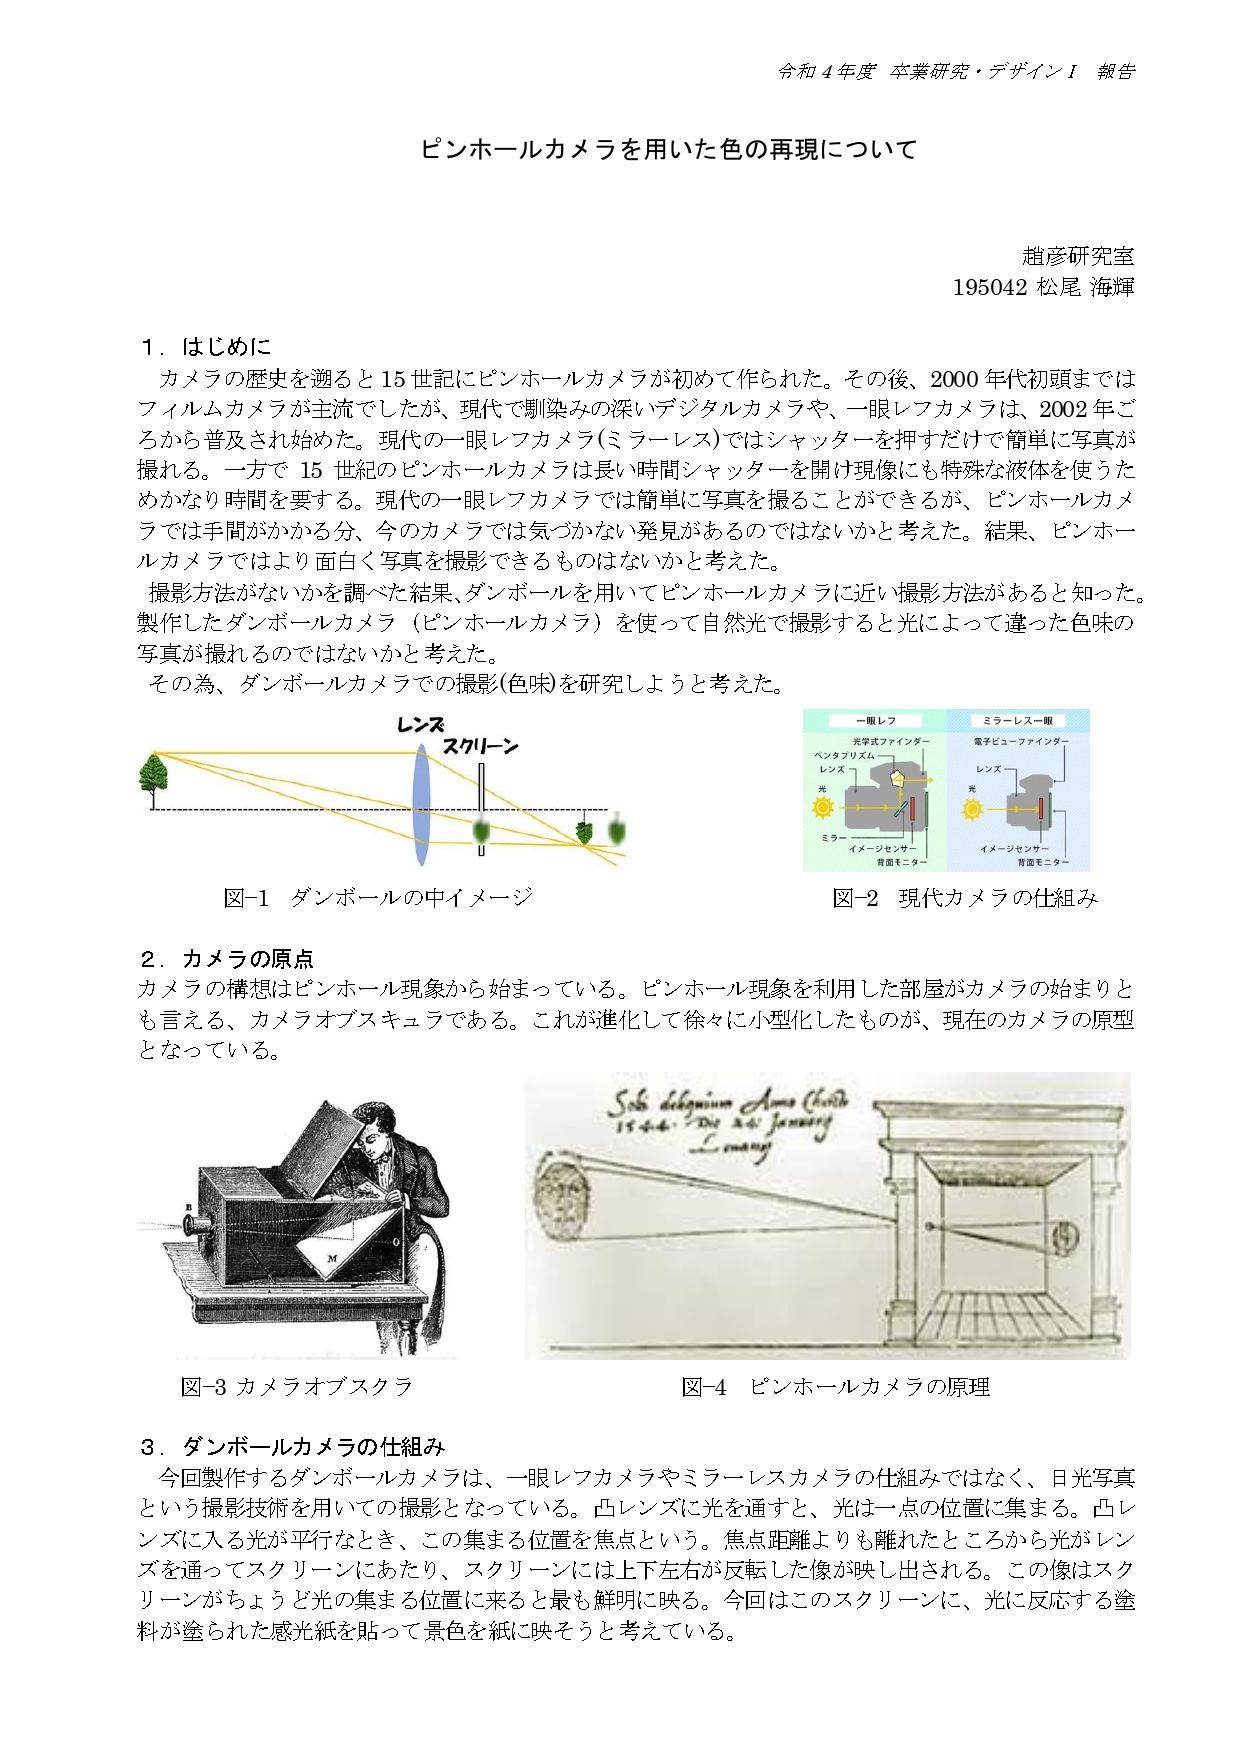 令和4年度 卒業研究・デザインⅠ 報告
ピンホールカメラを用いた色の再現について
趙彦研究室
195042 松尾 海輝
1．はじめに
カメラの歴史を遡ると15世記にピンホールカメラが初めて作られた。その後、2000年代初頭までは
フィルムカメラが主流でしたが、現代で馴染みの深いデジタルカメラや、一眼レフカメラは、2002年ご
ろから普及され始めた。現代の一眼レフカメラ(ミラーレス)ではシャッターを押すだけで簡単に写真が
撮れる。一方で 15 世紀のピンホールカメラは長い時間シャッターを開け現像にも特殊な液体を使うた
めかなり時間を要する。現代の一眼レフカメラでは簡単に写真を撮ることができるが、ピンホールカメ
ラでは手間がかかる分、今のカメラでは気づかない発見があるのではないかと考えた。結果、ピンホー
ルカメラではより面白く写真を撮影できるものはないかと考えた。
撮影方法がないかを調べた結果、ダンボールを用いてピンホールカメラに近い撮影方法があると知った。
製作したダンボールカメラ（ピンホールカメラ）を使って自然光で撮影すると光によって違った色味の
写真が撮れるのではないかと考えた。
その為、ダンボールカメラでの撮影(色味)を研究しようと考えた。
レンズ
スクリーン
一眼レフ
ミラーレス一眼
光学式ファインダー
電子ビューファインダー
ペンタプリズム
レンズ
レンズ
光
光
ミラー
イメージセンサー
イメージセンサー
背面モニター
背面モニター
図-1 ダンボールの中イメージ
図-2 現代カメラの仕組み
2．カメラの原点
カメラの構想はピンホール現象から始まっている。ピンホール現象を利用した部屋がカメラの始まりと
も言える、カメラオブスキュラである。これが進化して徐々に小型化したものが、現在のカメラの原型
となっている。
Solis deliquium Anno Christi
1544. Die 24 January
Louanij
B
M
O
図-3 カメラオブスクラ
図-4 ピンホールカメラの原理
3．ダンボールカメラの仕組み
今回製作するダンボールカメラは、一眼レフカメラやミラーレスカメラの仕組みではなく、日光写真
という撮影技術を用いての撮影となっている。凸レンズに光を通すと、光は一点の位置に集まる。凸レ
ンズに入る光が平行なとき、この集まる位置を焦点という。焦点距離よりも離れたところから光がレン
ズを通ってスクリーンにあたり、スクリーンには上下左右が反転した像が映し出される。この像はスク
リーンがちょうど光の集まる位置に来ると最も鮮明に映る。今回はこのスクリーンに、光に反応する塗
料が塗られた感光紙を貼って景色を紙に映そうと考えている。